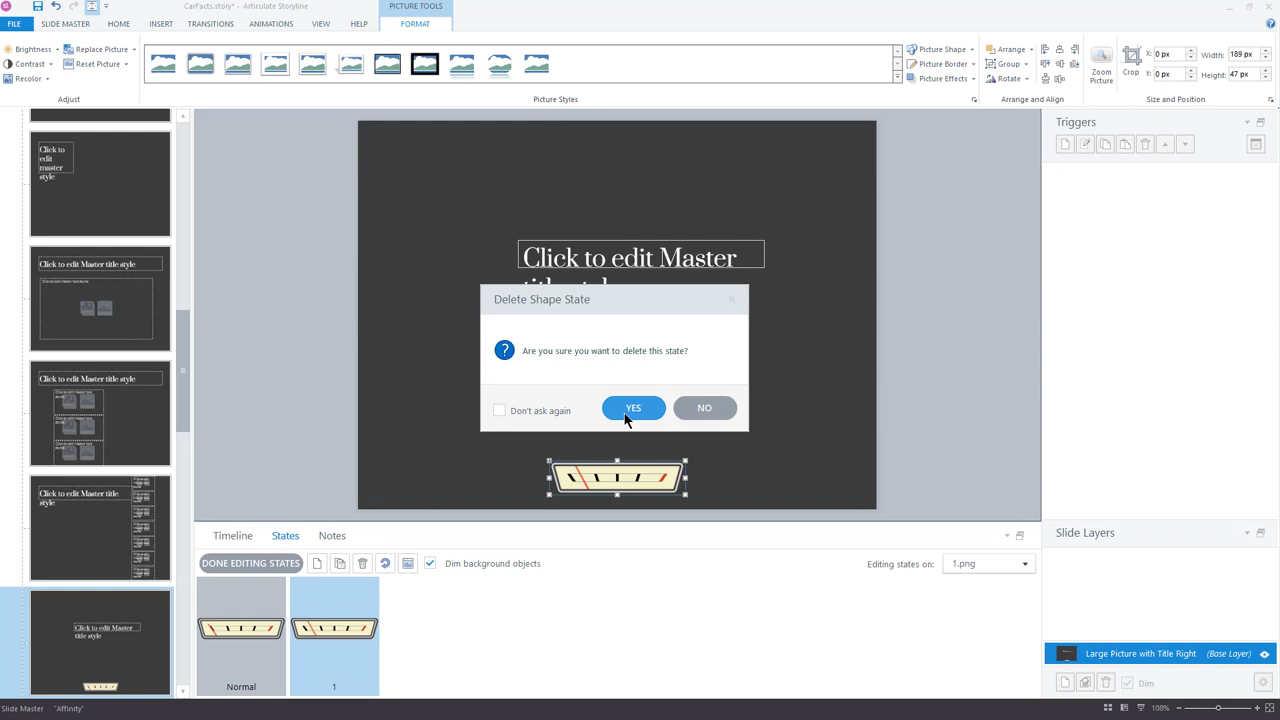 sl
CarFacts.story* - Articulate Storyline
PICTURE TOOLS
FILE
SLIDE MASTER
HOME
INSERT
TRANSITIONS
ANIMATIONS
VIEW
HELP
FORMAT
Brightness
Contrast
Recolor
Replace Picture
Reset Picture
Adjust
Picture Styles
Picture Shape
Picture Border
Picture Effects
Arrange
Group
Rotate
Arrange and Align
Zoom
Picture
Crop
X: 0 px
Y: 0 px
Width: 189 px
Height: 47 px
Size and Position
Click to
edit
master
style
Click to edit Master title style
Click to edit Master title style
Click to edit Master title
style
Click to edit Master
title style
Click to edit Master
Delete Shape State
Are you sure you want to delete this state?
Don't ask again
YES
NO
Timeline
States
Notes
DONE EDITING STATES
Dim background objects
Editing states on:
1.png
Normal
1
Triggers
Slide Layers
Large Picture with Title Right
(Base Layer)
Dim
Slide Master
"Affinity"
108%